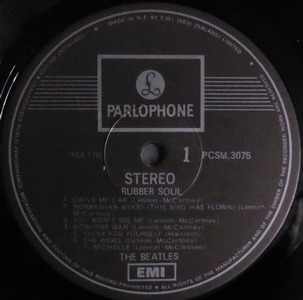 MADE IN N.Z. BY E.M.I (NEW ZEALAND) LIMITED
£
PARLOPHONE
1
PCSM.3075
STEREO
RUBBER SOUL
1. DRIVE MY CAR (Lennon-McCartney)
2. NORWEGIAN WOOD (THIS BIRD HAS FLOWN) (Lennon-McCartney)
3. YOU WON'T SEE ME (Lennon-McCartney)
4. NOWHERE MAN (Lennon-McCartney)
5. THINK FOR YOURSELF (Harrison)
6. THE WORD (Lennon-McCartney)
7. MICHELLE (Lennon-McCartney)
THE BEATLES
EMI